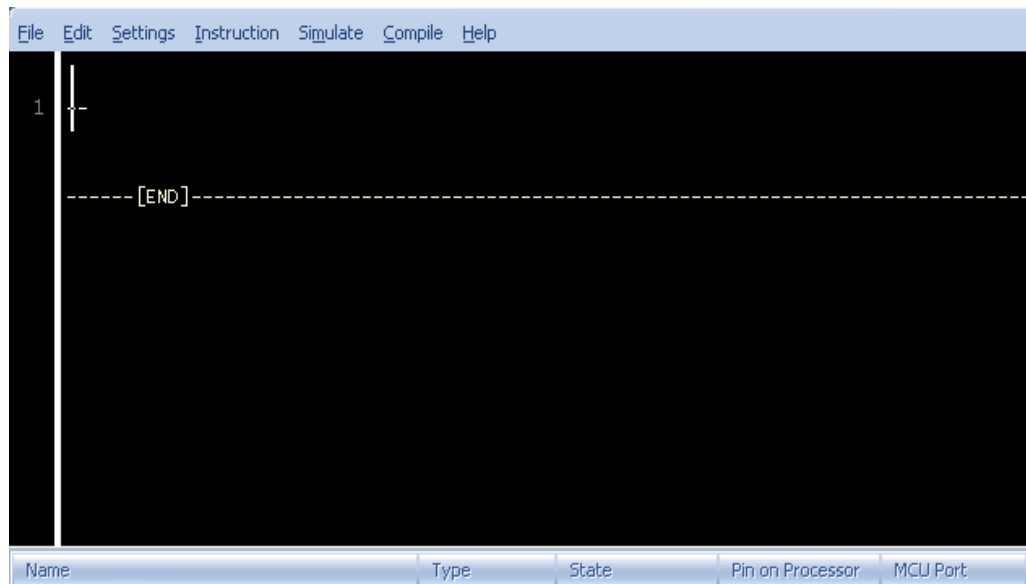 File Edit Settings Instruction Simulate Compile Help
1
------[END]------------------------------------------------------------------------
Name Type State Pin on Processor MCU Port